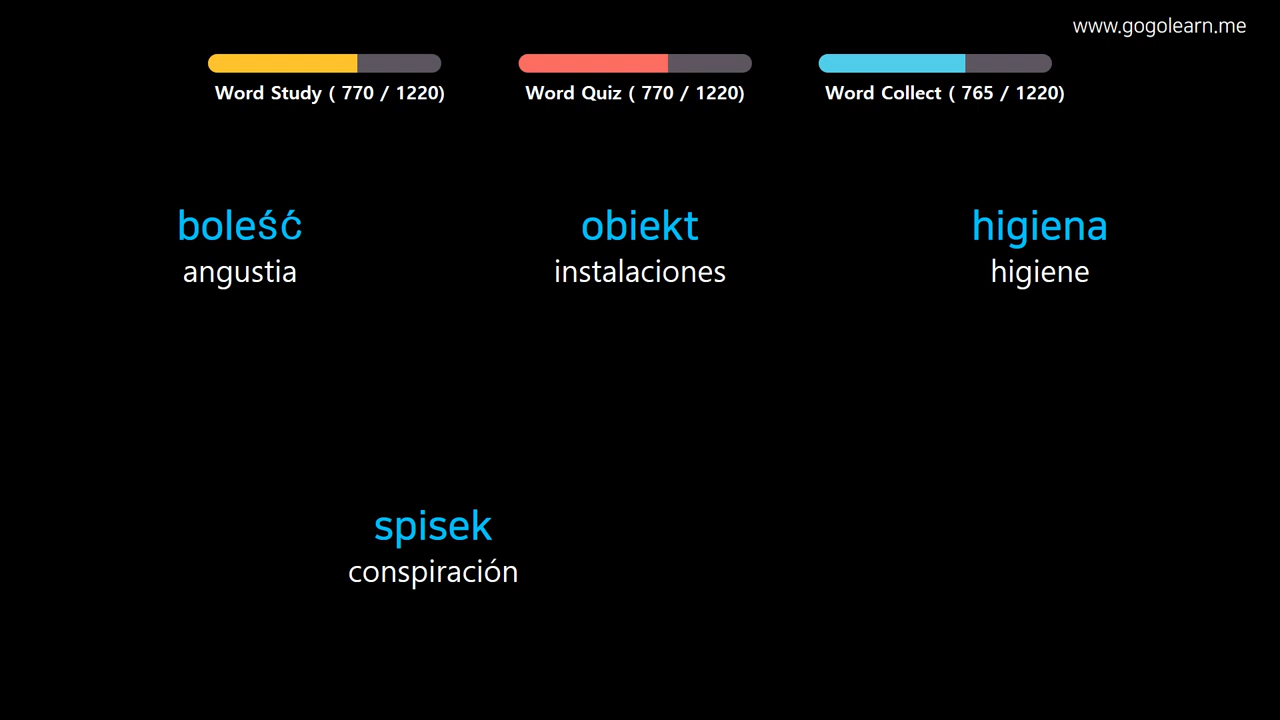 www.gogolearn.me
Word Study ( 770 / 1220)
Word Quiz ( 770 / 1220)
Word Collect ( 765 / 1220)
boleść
angustia
obiekt
instalaciones
higiena
higiene
spisek
conspiración